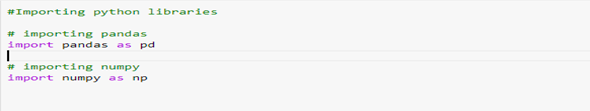 #Importing python libraries
# importing pandas
import pandas as pd
# importing numpy
import numpy as np